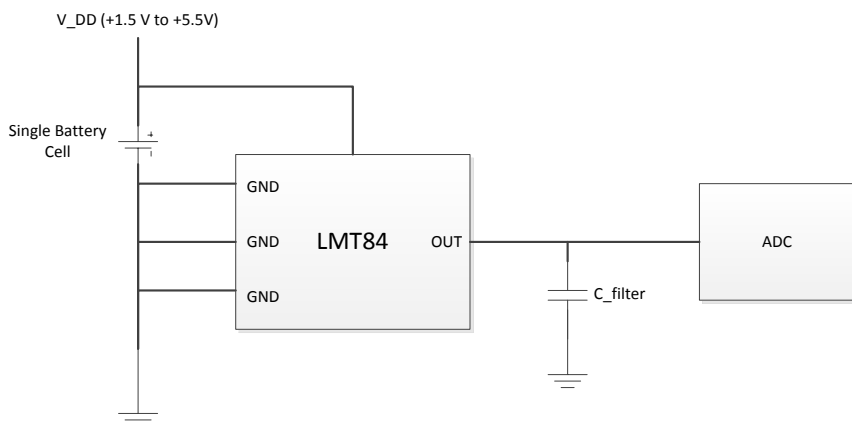 V_DD (+1.5 V to +5.5V)
Single Battery
Cell
+
-
GND
GND
GND
LMT84
OUT
C_filter
ADC